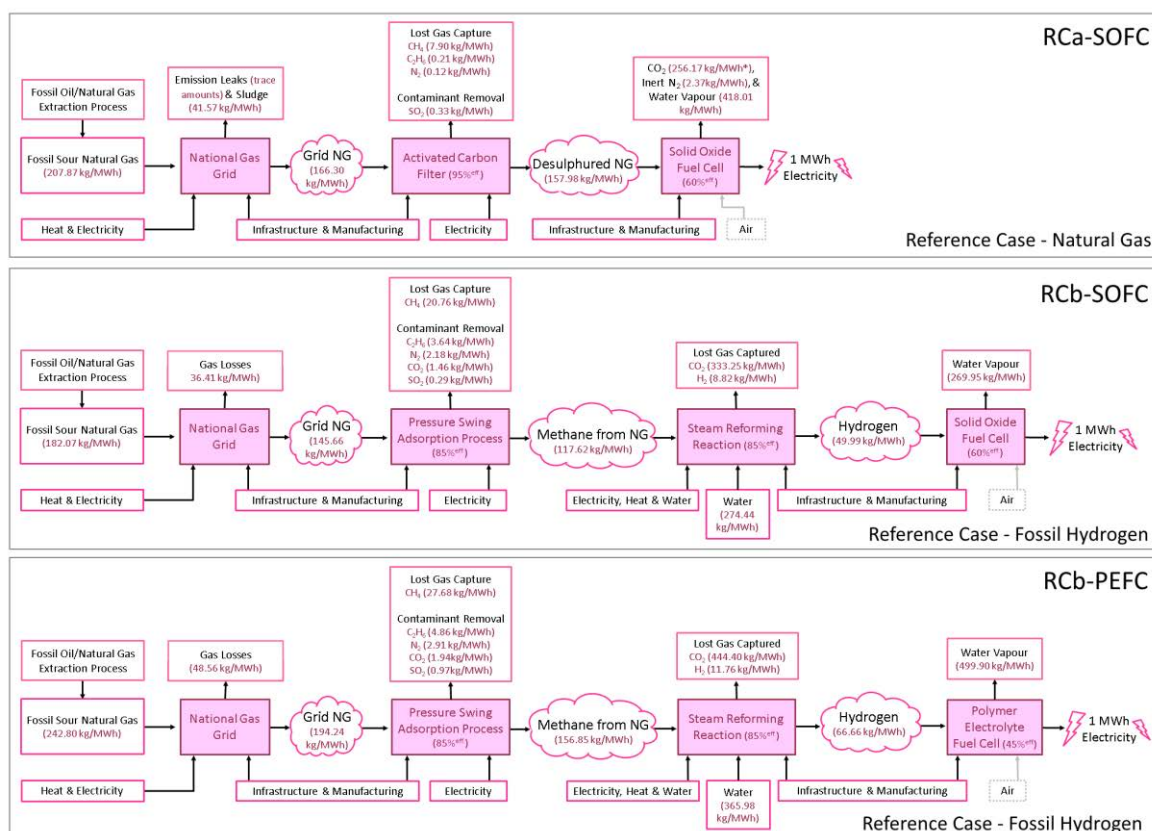 RCa-SOFC
Fossil Oil/Natural Gas
Extraction Process
Fossil Sour Natural Gas
(207.87 kg/MWh)
Heat & Electricity
Emission Leaks (trace
amounts) & Sludge
(41.57 kg/MWh)
National Gas
Grid
Grid NG
(166.30
kg/MWh)
Infrastructure & Manufacturing
Lost Gas Capture
CH₄ (7.90 kg/MWh)
C₂H₆ (0.21 kg/MWh)
N₂ (0.12 kg/MWh)
Contaminant Removal
SO₂ (0.33 kg/MWh)
Activated Carbon
Filter (95%ᵉᶠᶠ)
Electricity
Desulphured NG
(157.98 kg/MWh)
Infrastructure & Manufacturing
CO₂ (256.17 kg/MWh*),
Inert N₂ (2.37kg/MWh), &
Water Vapour (418.01
kg/MWh)
Solid Oxide
Fuel Cell
(60%ᵉᶠᶠ)
Air
1 MWh
Electricity
Reference Case - Natural Gas
RCb-SOFC
Fossil Oil/Natural Gas
Extraction Process
Fossil Sour Natural Gas
(182.07 kg/MWh)
Heat & Electricity
Gas Losses
36.41 kg/MWh)
National Gas
Grid
Grid NG
(145.66
kg/MWh)
Infrastructure & Manufacturing
Lost Gas Capture
CH₄ (20.76 kg/MWh)
Contaminant Removal
C₂H₆ (3.64 kg/MWh)
N₂ (2.18 kg/MWh)
CO₂ (1.46 kg/MWh)
SO₂ (0.29 kg/MWh)
Pressure Swing
Adsorption Process
(85%ᵉᶠᶠ)
Electricity
Methane from NG
(117.62 kg/MWh)
Electricity, Heat & Water
Lost Gas Captured
CO₂ (333.25 kg/MWh)
H₂ (8.82 kg/MWh)
Steam Reforming
Reaction (85%ᵉᶠᶠ)
Water
(274.44
kg/MWh)
Hydrogen
(49.99 kg/MWh)
Infrastructure & Manufacturing
Water Vapour
(269.95 kg/MWh)
Solid Oxide
Fuel Cell
(60%ᵉᶠᶠ)
Air
1 MWh
Electricity
Reference Case - Fossil Hydrogen
RCb-PEFC
Fossil Oil/Natural Gas
Extraction Process
Fossil Sour Natural Gas
(242.80 kg/MWh)
Heat & Electricity
Gas Losses
(48.56 kg/MWh)
National Gas
Grid
Grid NG
(194.24
kg/MWh)
Infrastructure & Manufacturing
Lost Gas Capture
CH₄ (27.68 kg/MWh)
Contaminant Removal
C₂H₆ (4.86 kg/MWh)
N₂ (2.91 kg/MWh)
CO₂ (1.94 kg/MWh)
SO₂ (0.97kg/MWh)
Pressure Swing
Adsorption Process
(85%ᵉᶠᶠ)
Electricity
Methane from NG
(156.85 kg/MWh)
Electricity, Heat & Water
Lost Gas Captured
CO₂ (444.40 kg/MWh)
H₂ (11.76 kg/MWh)
Steam Reforming
Reaction (85%ᵉᶠᶠ)
Water
(365.98
kg/MWh)
Hydrogen
(66.66 kg/MWh)
Infrastructure & Manufacturing
Water Vapour
(499.90 kg/MWh)
Polymer
Electrolyte
Fuel Cell (45%ᵉᶠᶠ)
Air
1 MWh
Electricity
Reference Case - Fossil Hydrogen